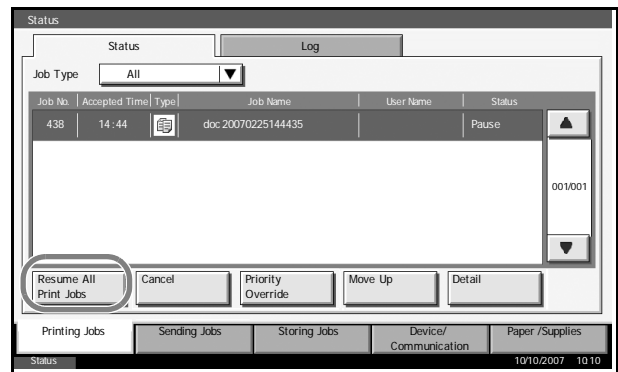 Status
Status Log
Job Type All
Job No. Accepted Time Type Job Name User Name Status
438 14:44 doc 20070225144435 Pause
001/001
Resume All Cancel Priority Move Up Detail
Print Jobs Override
Printing Jobs Sending Jobs Storing Jobs Device/ Paper /Supplies
Communication
Status 10/10/2007 10:10